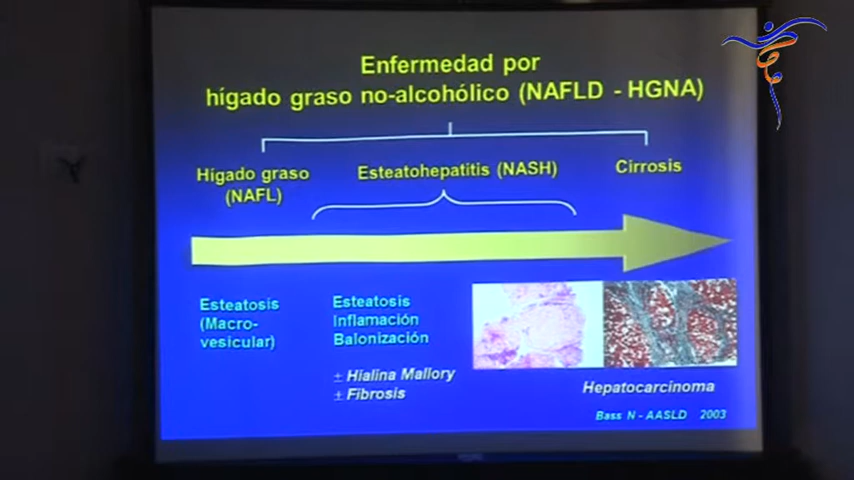 Enfermedad por
hígado graso no-alcohólico (NAFLD - HGNA)
Hígado graso
(NAFL)
Esteatohepatitis (NASH)
Cirrosis
Esteatosis
(Macro-
vesicular)
Esteatosis
Inflamación
Balonización
± Hialina Mallory
± Fibrosis
Hepatocarcinoma
Bass N - AASLD 2003